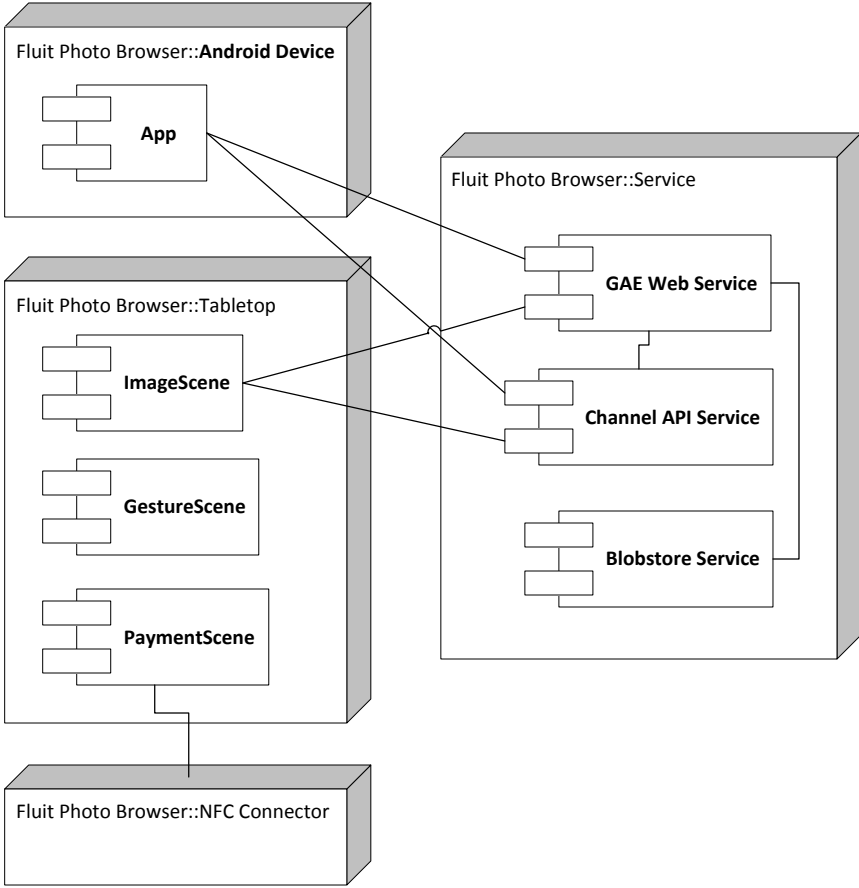 Fluit Photo Browser::Android Device
App
Fluit Photo Browser::Tabletop
ImageScene
GestureScene
PaymentScene
Fluit Photo Browser::NFC Connector
Fluit Photo Browser::Service
GAE Web Service
Channel API Service
Blobstore Service